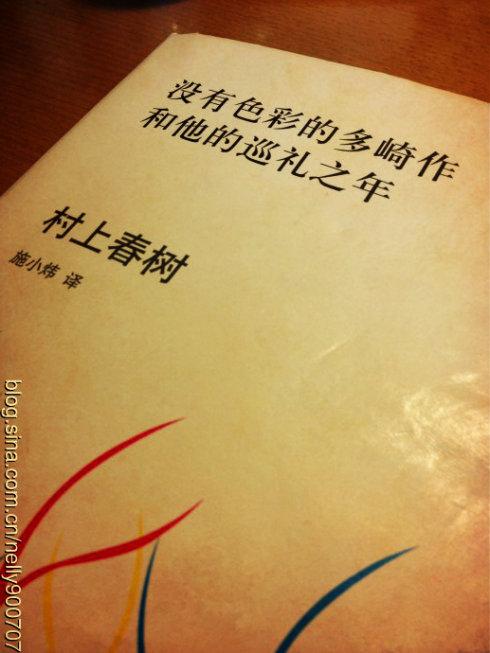 没有色彩的多崎作
和他的巡礼之年
村上春树
施小炜 译
blog.sina.com.cn/nelly900707